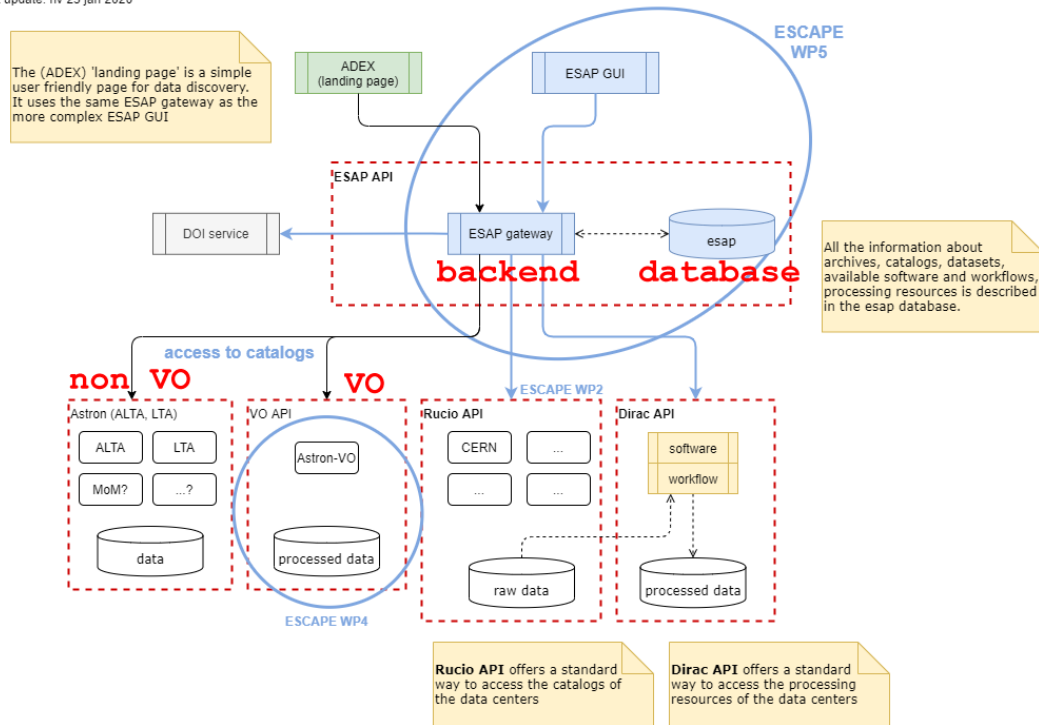 update: nv 23 jan 2020
The (ADEX) 'landing page' is a simple
user friendly page for data discovery.
It uses the same ESAP gateway as the
more complex ESAP GUI
ADEX
(landing page)
ESAP GUI
ESCAPE
WP5
ESAP API
DOI service
ESAP gateway
esap
backend
database
All the information about
archives, catalogs, datasets,
available software and workflows,
processing resources is described
in the esap database.
access to catalogs
non VO
VO
ESCAPE WP2
Astron (ALTA, LTA)
VO API
Rucio API
Dirac API
ALTA
LTA
MoM?
...?
Astron-VO
CERN
...
...
...
software
workflow
data
processed data
raw data
processed data
ESCAPE WP4
Rucio API offers a standard
way to access the catalogs of
the data centers
Dirac API offers a standard
way to access the processing
resources of the data centers